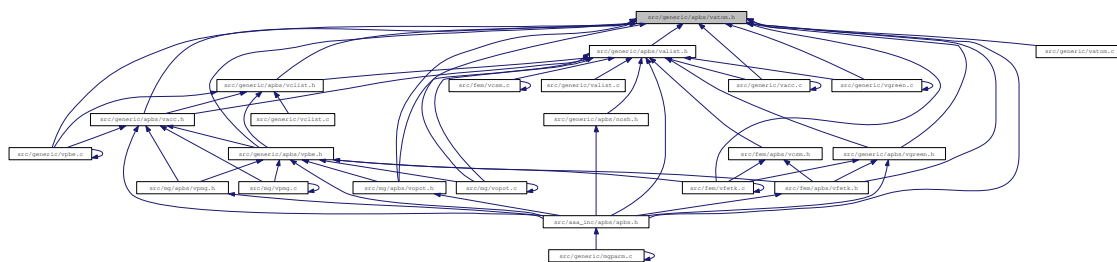 src/generic/apbs/vatom.h
src/generic/apbs/valist.h
src/generic/vatom.c
src/generic/apbs/vclist.h
src/fem/vcsm.c
src/generic/valist.c
src/generic/vacc.c
src/generic/vgreen.c
src/generic/apbs/vacc.h
src/generic/vclist.c
src/generic/apbs/nosh.h
src/generic/vpbe.c
src/generic/apbs/vpbe.h
src/fem/apbs/vcsm.h
src/generic/apbs/vgreen.h
src/mg/apbs/vpmg.h
src/mg/vpmg.c
src/mg/apbs/vopot.h
src/mg/vopot.c
src/fem/vfetk.c
src/fem/apbs/vfetk.h
src/aaa_inc/apbs/apbs.h
src/generic/mgparm.c